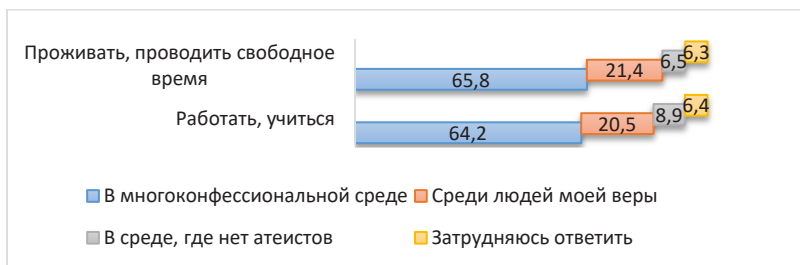 Проживать, проводить свободное
время
65,8
21,4
6,5
6,3
Работать, учиться
64,2
20,5
8,9
6,4
В многоконфессиональной среде
Среди людей моей веры
В среде, где нет атеистов
Затрудняюсь ответить